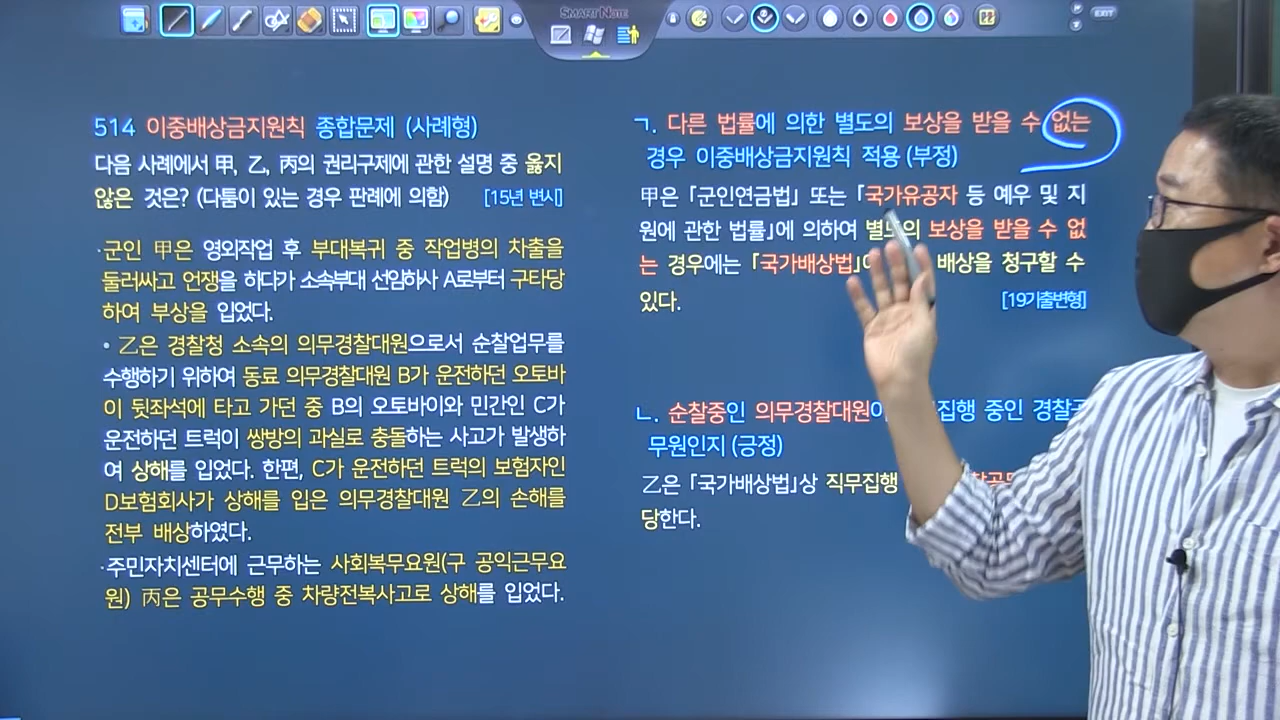 SMART NOTE
EXIT
514 이중배상금지원칙 종합문제 (사례형)
다음 사례에서 甲, 乙, 丙의 권리구제에 관한 설명 중 옳지
않은 것은? (다툼이 있는 경우 판례에 의함) [15년 변시]
·군인 甲은 영외작업 후 부대복귀 중 작업병의 차출을
둘러싸고 언쟁을 하다가 소속부대 선임하사 A로부터 구타당
하여 부상을 입었다.
• 乙은 경찰청 소속의 의무경찰대원으로서 순찰업무를
수행하기 위하여 동료 의무경찰대원 B가 운전하던 오토바
이 뒷좌석에 타고 가던 중 B의 오토바이와 민간인 C가
운전하던 트럭이 쌍방의 과실로 충돌하는 사고가 발생하
여 상해를 입었다. 한편, C가 운전하던 트럭의 보험자인
D보험회사가 상해를 입은 의무경찰대원 乙의 손해를
전부 배상하였다.
·주민자치센터에 근무하는 사회복무요원(구 공익근무요
원) 丙은 공무수행 중 차량전복사고로 상해를 입었다.
ㄱ. 다른 법률에 의한 별도의 보상을 받을 수 없는
경우 이중배상금지원칙 적용 (부정)
甲은 「군인연금법」 또는 「국가유공자 등 예우 및 지
원에 관한 법률」에 의하여 별도의 보상을 받을 수 없
는 경우에는 「국가배상법」 배상을 청구할 수
있다. [19기출변형]
ㄴ. 순찰중인 의무경찰대원이 집행 중인 경찰공
무원인지 (긍정)
乙은 「국가배상법」상 직무집행
당한다.